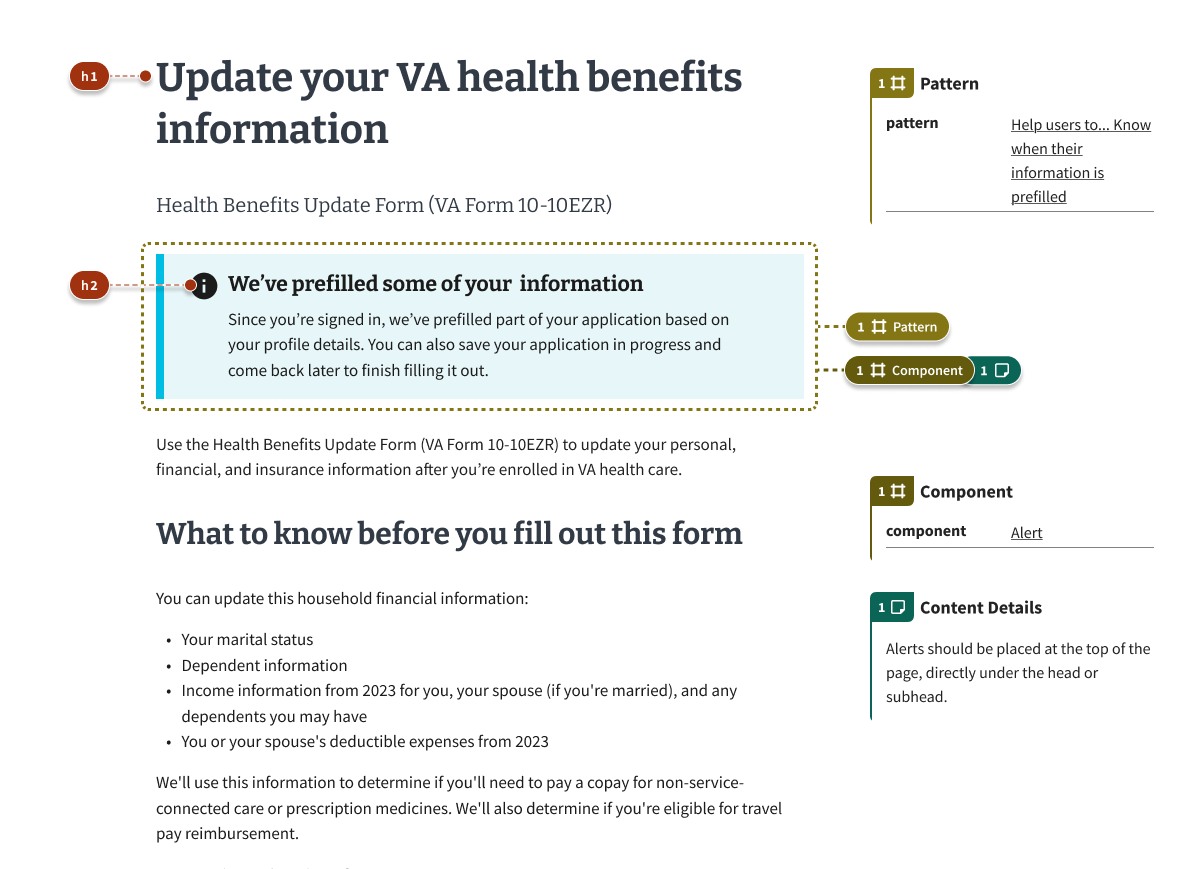 h1
Update your VA health benefits
information
Health Benefits Update Form (VA Form 10-10EZR)
h2
We’ve prefilled some of your information
Since you’re signed in, we’ve prefilled part of your application based on
your profile details. You can also save your application in progress and
come back later to finish filling it out.
Use the Health Benefits Update Form (VA Form 10-10EZR) to update your personal,
financial, and insurance information after you’re enrolled in VA health care.
What to know before you fill out this form
You can update this household financial information:
• Your marital status
• Dependent information
• Income information from 2023 for you, your spouse (if you're married), and any
dependents you may have
• You or your spouse's deductible expenses from 2023
We'll use this information to determine if you'll need to pay a copay for non-service-
connected care or prescription medicines. We'll also determine if you're eligible for travel
pay reimbursement.
1 Pattern
pattern
Help users to... Know
when their
information is
prefilled
1 Pattern
1 Component 1
1 Component
component Alert
1 Content Details
Alerts should be placed at the top of the
page, directly under the head or
subhead.